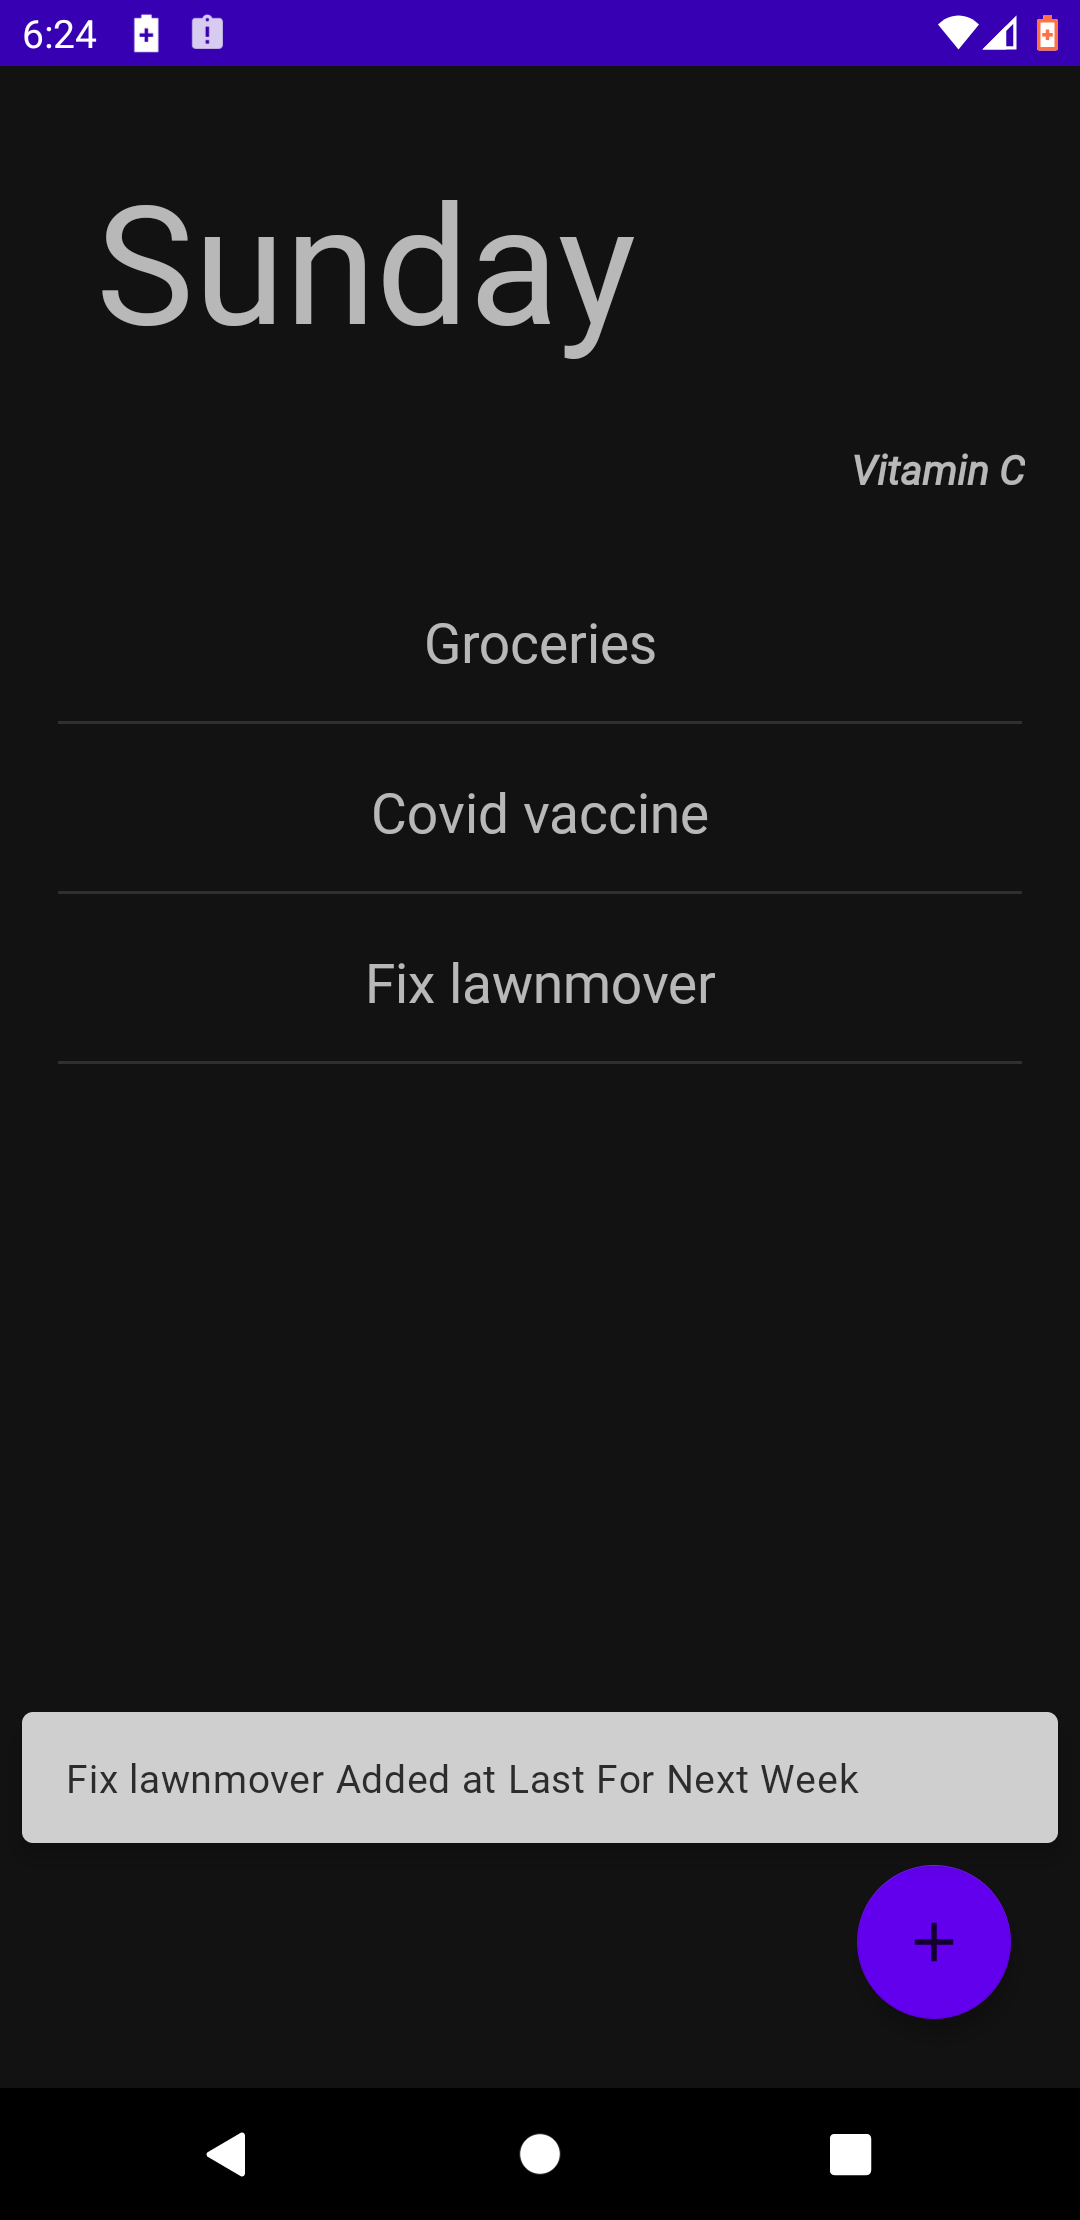 6:24
Sunday
Vitamin C
Groceries
Covid vaccine
Fix lawnmover
Fix lawnmover Added at Last For Next Week